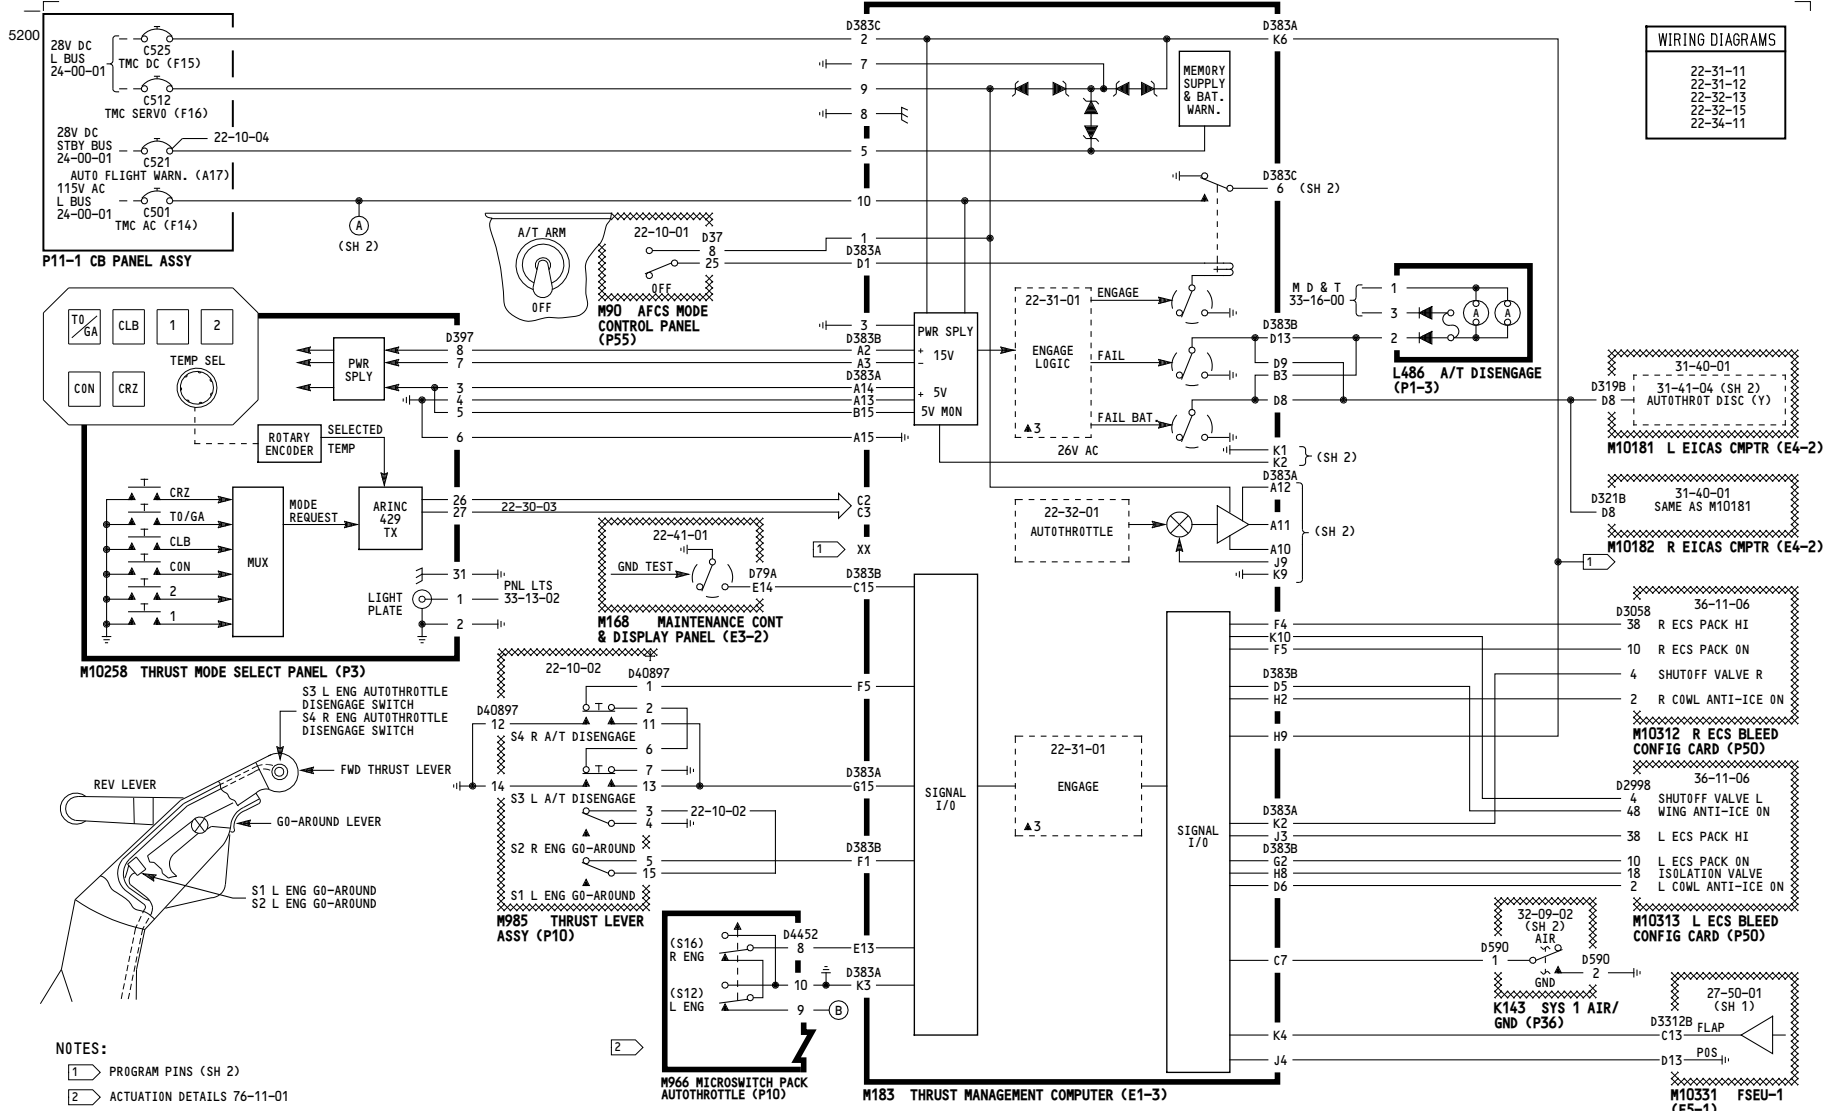 5200
28V DC
L BUS
24-00-01
C525
TMC DC (F15)
C512
TMC SERVO (F16)
28V DC
STBY BUS
24-00-01
22-10-04
C521
AUTO FLIGHT WARN. (A17)
115V AC
L BUS
24-00-01
C501
TMC AC (F14)
P11-1 CB PANEL ASSY
A
(SH 2)
A/T ARM
OFF
22-10-01
D37
8
25
OFF
M90 AFCS MODE
CONTROL PANEL
(P55)
D383C
2
7
9
8
5
10
1
D383A
D1
3
D383B
A2
A3
D383A
A14
A13
B15
A15
C2
C3
XX
1
D383B
C15
F5
D383A
G15
D383B
F1
E13
D383A
K3
MEMORY
SUPPLY
& BAT.
WARN.
D383A
K6
D383C
6 (SH 2)
WIRING DIAGRAMS
22-31-11
22-31-12
22-32-13
22-32-15
22-34-11
TO/GA
CLB
1
2
CON
CRZ
TEMP SEL
PWR
SPLY
D397
8
7
3
4
5
6
ROTARY
ENCODER
SELECTED
TEMP
CRZ
TO/GA
CLB
CON
2
1
MUX
MODE
REQUEST
ARINC
429
TX
26
27
22-30-03
31
1
2
LIGHT
PLATE
PNL LTS
33-13-02
M10258 THRUST MODE SELECT PANEL (P3)
PWR SPLY
+ 15V
-
+ 5V
5V MON
22-31-01
ENGAGE
LOGIC
3
ENGAGE
FAIL
FAIL BAT.
26V AC
D383B
D13
D9
B3
D8
K1
K2
(SH 2)
D383A
A12
A11
A10
J9
K9
(SH 2)
22-32-01
AUTOTHROTTLE
M D & T
33-16-00
1
3
2
A
A
L486 A/T DISENGAGE
(P1-3)
31-40-01
D319B
D8
31-41-04 (SH 2)
AUTOTHROT DISC (Y)
M10181 L EICAS CMPTR (E4-2)
31-40-01
SAME AS M10181
D321B
D8
M10182 R EICAS CMPTR (E4-2)
1
22-41-01
GND TEST
D79A
E14
M168 MAINTENANCE CONT
& DISPLAY PANEL (E3-2)
22-10-02
D40897
1
2
11
D40897
12
S4 R A/T DISENGAGE
6
7
14
13
S3 L A/T DISENGAGE
3
22-10-02
4
S2 R ENG GO-AROUND
5
15
S1 L ENG GO-AROUND
M985 THRUST LEVER
ASSY (P10)
S3 L ENG AUTOTHROTTLE
DISENGAGE SWITCH
S4 R ENG AUTOTHROTTLE
DISENGAGE SWITCH
FWD THRUST LEVER
REV LEVER
GO-AROUND LEVER
S1 L ENG GO-AROUND
S2 L ENG GO-AROUND
(S16)
R ENG
(S12)
L ENG
D4452
8
10
9
B
2
M966 MICROSWITCH PACK
AUTOTHROTTLE (P10)
SIGNAL
I/O
22-31-01
ENGAGE
3
SIGNAL
I/O
F4
K10
F5
D383B
D5
H2
H9
D383A
K2
J3
D383B
G2
H8
D6
C7
K4
J4
M183 THRUST MANAGEMENT COMPUTER (E1-3)
36-11-06
D3058
38 R ECS PACK HI
10 R ECS PACK ON
4 SHUTOFF VALVE R
2 R COWL ANTI-ICE ON
M10312 R ECS BLEED
CONFIG CARD (P50)
36-11-06
D2998
4 SHUTOFF VALVE L
48 WING ANTI-ICE ON
38 L ECS PACK HI
10 L ECS PACK ON
18 ISOLATION VALVE
2 L COWL ANTI-ICE ON
M10313 L ECS BLEED
CONFIG CARD (P50)
32-09-02
(SH 2)
AIR
D590
1
D590
2
GND
K143 SYS 1 AIR/
GND (P36)
27-50-01
(SH 1)
D3312B
C13 FLAP
D13 POS
M10331 FSEU-1
(E5-1)
NOTES:
1 PROGRAM PINS (SH 2)
2 ACTUATION DETAILS 76-11-01